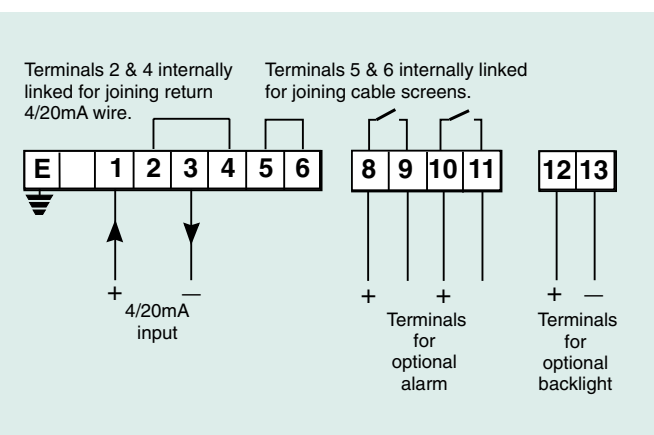 Terminals 2 & 4 internally
linked for joining return
4/20mA wire.
Terminals 5 & 6 internally linked
for joining cable screens.
E 1 2 3 4 5 6
8 9 10 11
12 13
+ —
4/20mA
input
+ +
Terminals
for
optional
alarm
+ —
Terminals
for
optional
backlight